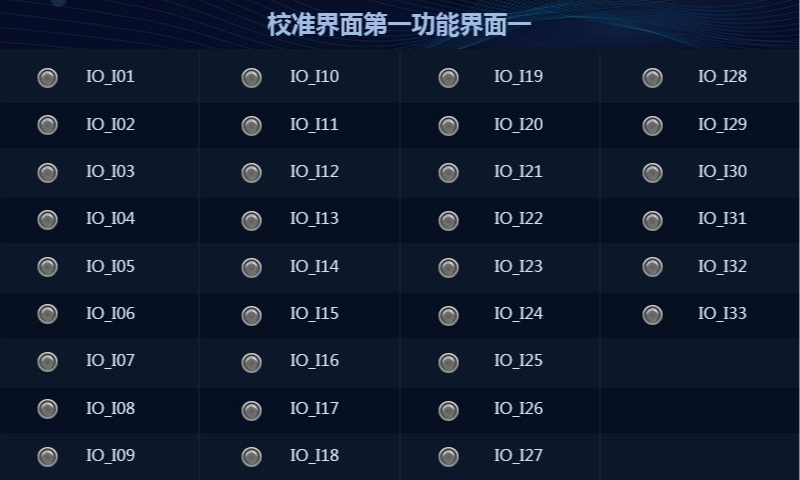 校准界面第一功能界面一
IO_I01 IO_I10 IO_I19 IO_I28
IO_I02 IO_I11 IO_I20 IO_I29
IO_I03 IO_I12 IO_I21 IO_I30
IO_I04 IO_I13 IO_I22 IO_I31
IO_I05 IO_I14 IO_I23 IO_I32
IO_I06 IO_I15 IO_I24 IO_I33
IO_I07 IO_I16 IO_I25
IO_I08 IO_I17 IO_I26
IO_I09 IO_I18 IO_I27